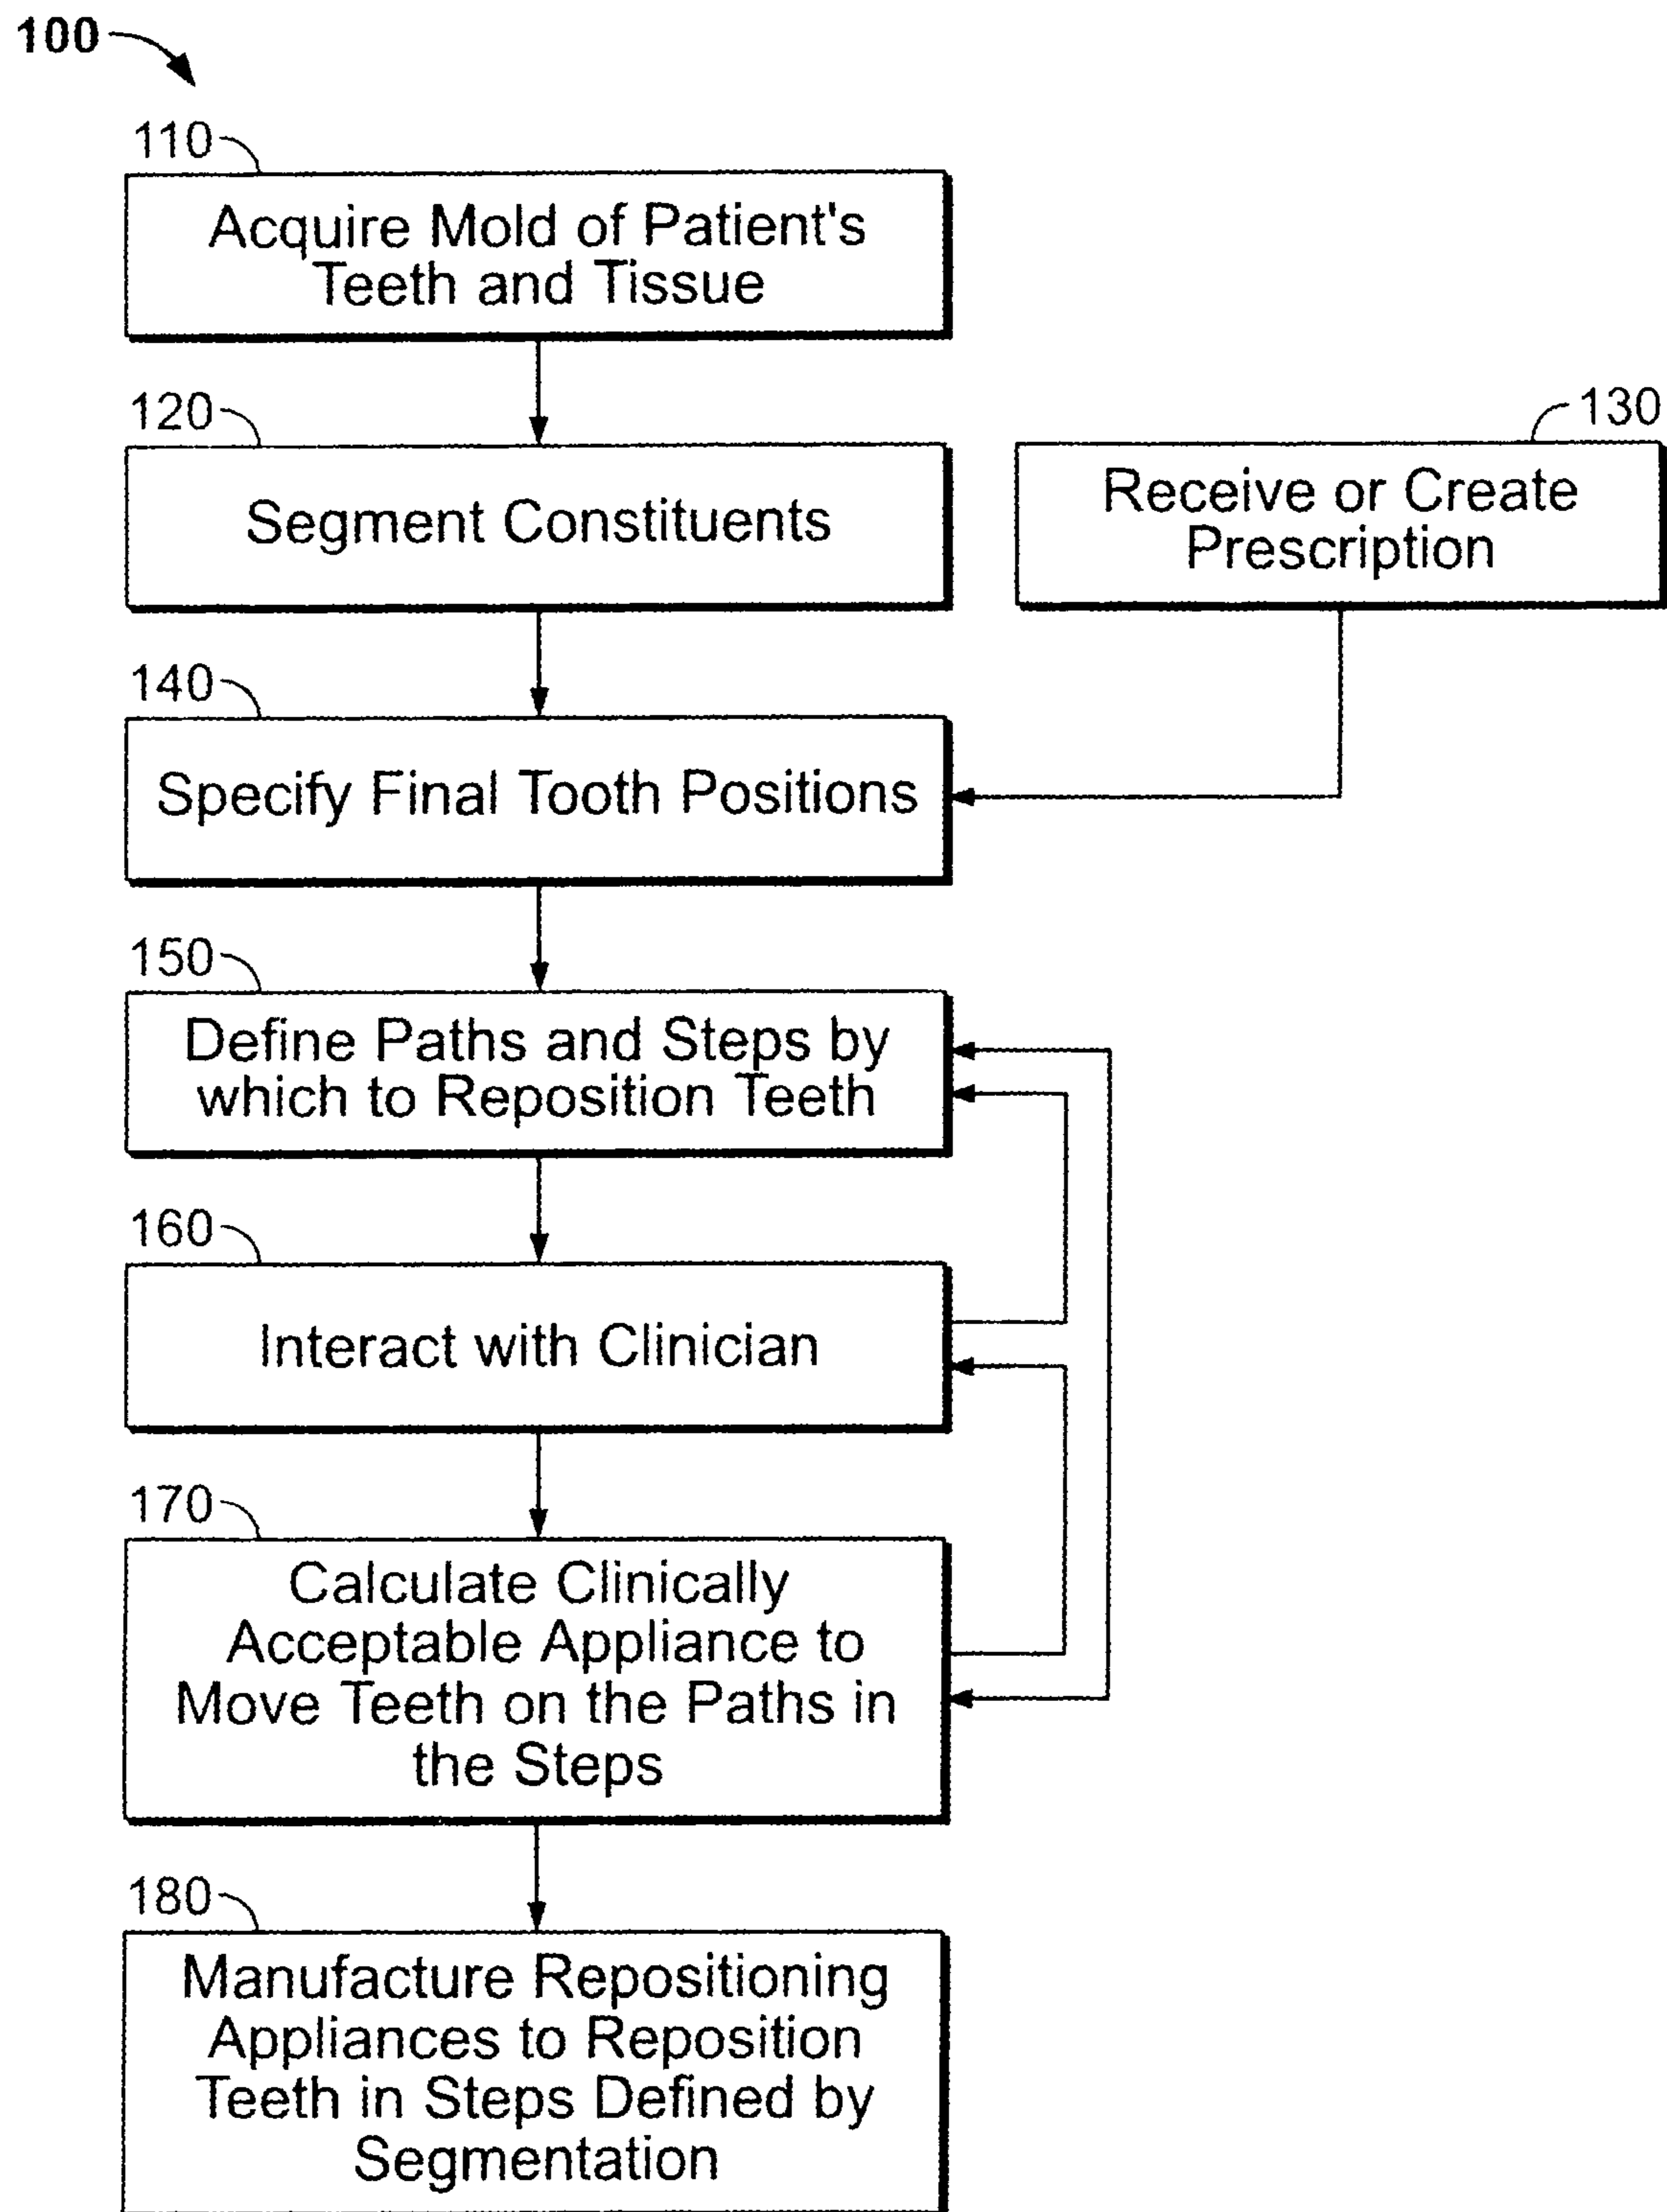 100
110
Acquire Mold of Patient's
Teeth and Tissue
120
Segment Constituents
130
Receive or Create
Prescription
140
Specify Final Tooth Positions
150
Define Paths and Steps by
which to Reposition Teeth
160
Interact with Clinician
170
Calculate Clinically
Acceptable Appliance to
Move Teeth on the Paths in
the Steps
180
Manufacture Repositioning
Appliances to Reposition
Teeth in Steps Defined by
Segmentation